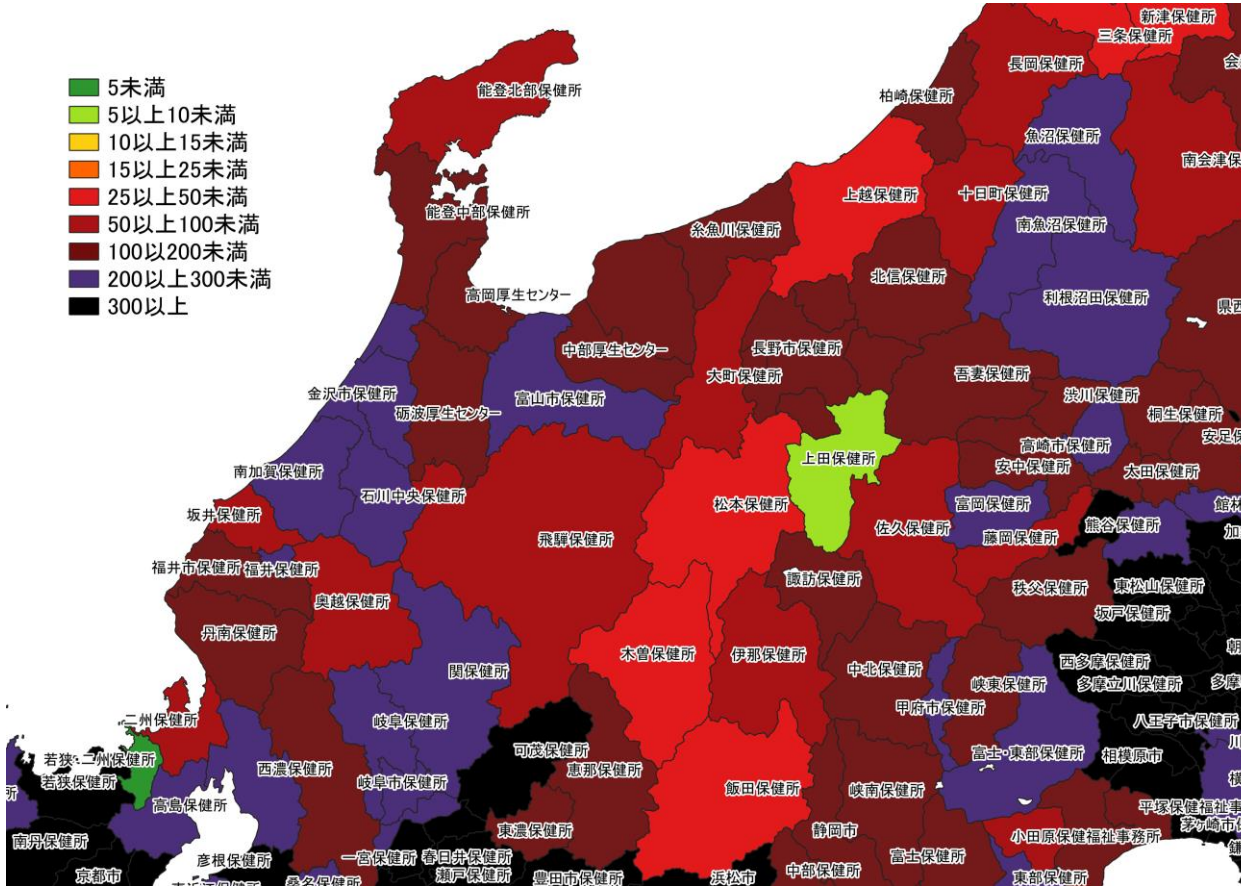 5未満
5以上10未満
10以上15未満
15以上25未満
25以上50未満
50以上100未満
100以200未満
200以上300未満
300以上
新津保健所
三条保健所
長岡保健所
会
能登北部保健所
柏崎保健所
魚沼保健所
南会津保
上越保健所
十日町保健所
能登中部保健所
糸魚川保健所
南魚沼保健所
北信保健所
高岡厚生センター
利根沼田保健所
県西
中部厚生センター
長野市保健所
大町保健所
吾妻保健所
金沢市保健所
富山市保健所
渋川保健所
砺波厚生センター
桐生保健所
安足保
高崎市保健所
上田保健所
安中保健所
太田保健所
南加賀保健所
石川中央保健所
松本保健所
富岡保健所
館林
坂井保健所
佐久保健所
熊谷保健所
加
飛騨保健所
藤岡保健所
福井市保健所
福井保健所
諏訪保健所
秩父保健所
東松山保健所
奥越保健所
坂戸保健所
丹南保健所
木曽保健所
伊那保健所
中北保健所
朝
関保健所
西多摩保健所
峡東保健所
多摩立川保健所
多摩
岐阜保健所
甲府市保健所
二州保健所
八王子市保健所
若狭・二州保健所
可茂保健所
富士・東部保健所
相模原市
川
若狭保健所
西濃保健所
恵那保健所
岐阜市保健所
飯田保健所
峡南保健所
横
所
高島保健所
平塚保健福祉事
東濃保健所
静岡市
小田原保健福祉事務所
茅ヶ崎市保
南丹保健所
彦根保健所
一宮保健所
春日井保健所
富士保健所
鎌
京都市
瀬戸保健所
豊田市保健所
浜松市
中部保健所
東部保健所
桑名保健所